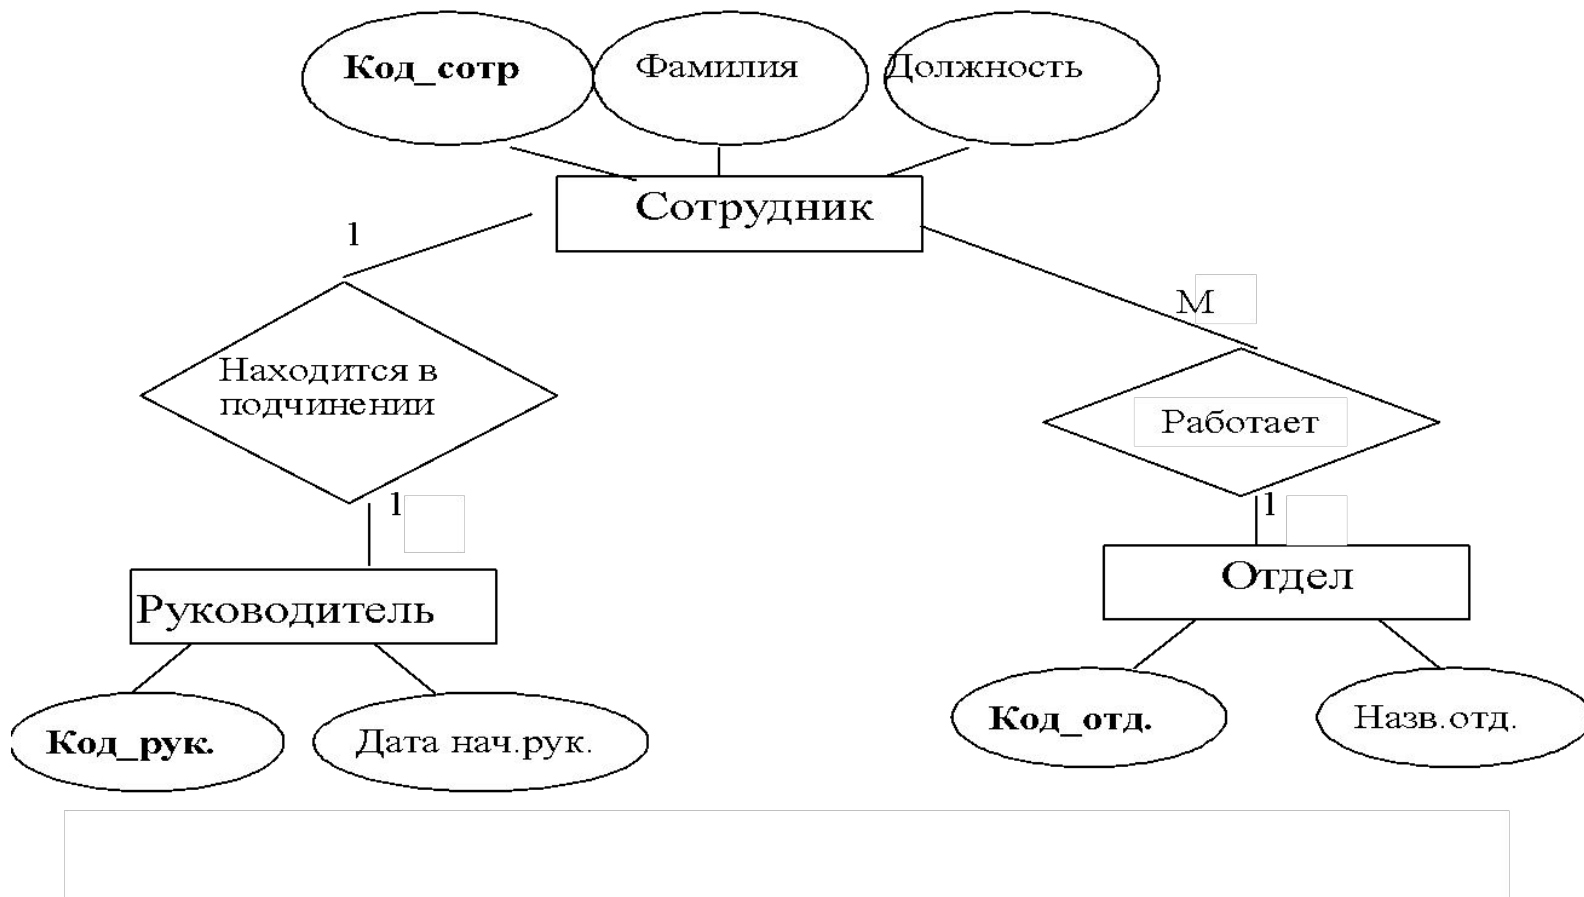 Код_сотр
Фамилия
Должность
Сотрудник
1
М
Находится в
подчинении
Работает
1
1
Отдел
Руководитель
Код_отд.
Назв.отд.
Код_рук.
Дата нач.рук.